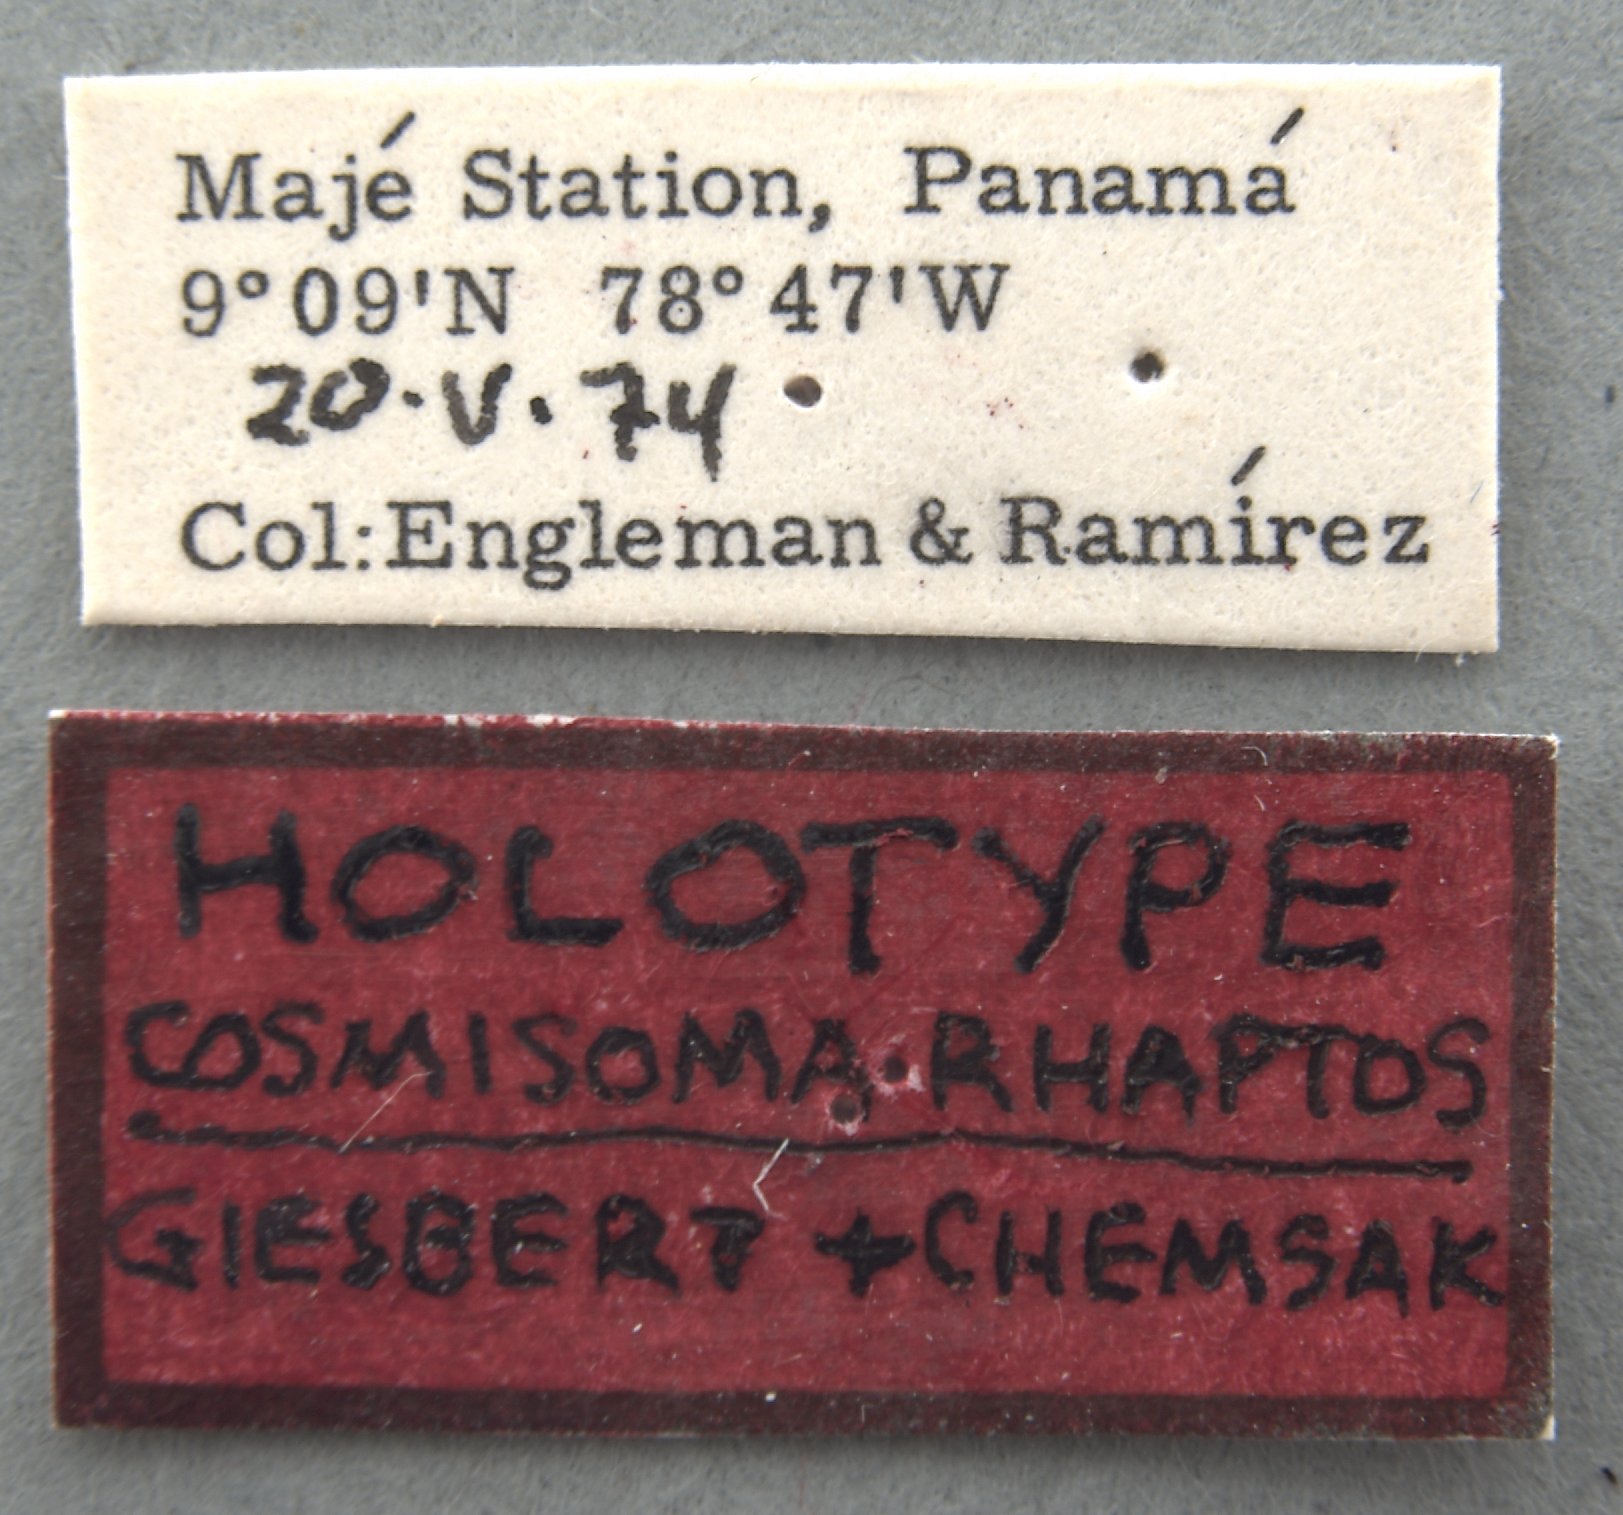 Majé Station, Panamá
9°09'N 78°47'W
20.V.74
Col:Engleman & Ramírez
HOLOTYPE
COSMISOMA RHAPTOS
GIESBERT + CHEMSAK